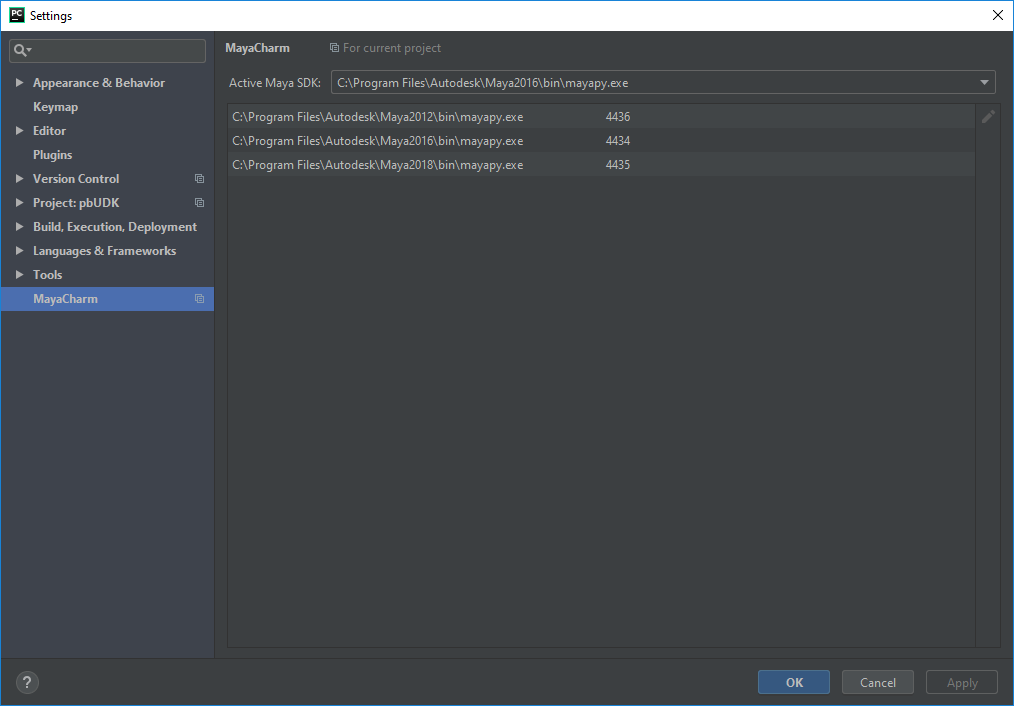 PC
Settings
MayaCharm For current project
Active Maya SDK: C:\Program Files\Autodesk\Maya2016\bin\mayapy.exe
C:\Program Files\Autodesk\Maya2012\bin\mayapy.exe 4436
C:\Program Files\Autodesk\Maya2016\bin\mayapy.exe 4434
C:\Program Files\Autodesk\Maya2018\bin\mayapy.exe 4435
Appearance & Behavior
Keymap
Editor
Plugins
Version Control
Project: pbUDK
Build, Execution, Deployment
Languages & Frameworks
Tools
MayaCharm
?
OK
Cancel
Apply